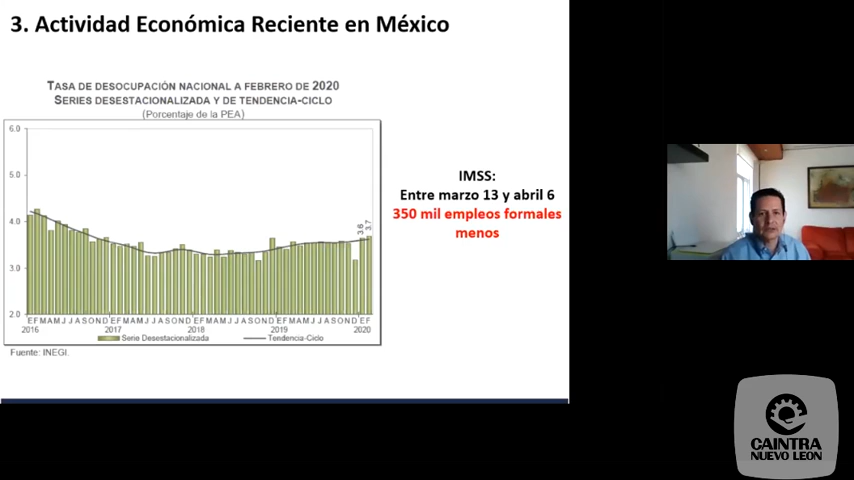 3. Actividad Económica Reciente en México
TASA DE DESOCUPACIÓN NACIONAL A FEBRERO DE 2020
SERIES DESESTACIONALIZADA Y DE TENDENCIA-CICLO
(Porcentaje de la PEA)
6.0
5.0
4.0
3.0
2.0
3.6
3.7
E F M A M J J A S O N D E F M A M J J A S O N D E F M A M J J A S O N D E F M A M J J A S O N D E F
2016 2017 2018 2019 2020
Serie Desestacionalizada Tendencia-Ciclo
Fuente: INEGI.
IMSS:
Entre marzo 13 y abril 6
350 mil empleos formales
menos
CAINTRA
NUEVO LEÓN